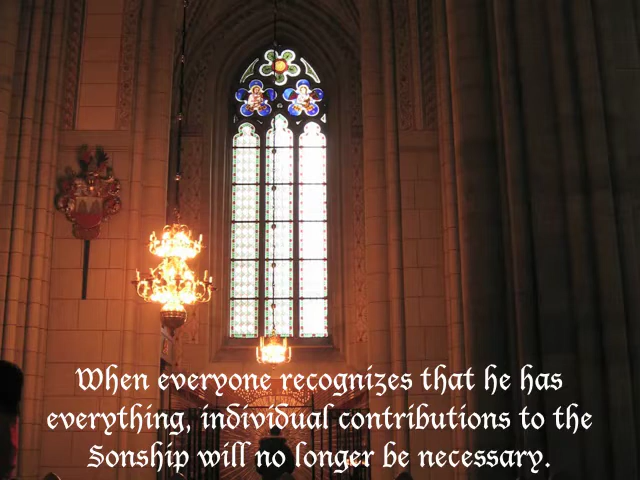 When everyone recognizes that he has
everything, individual contributions to the
Sonship will no longer be necessary.